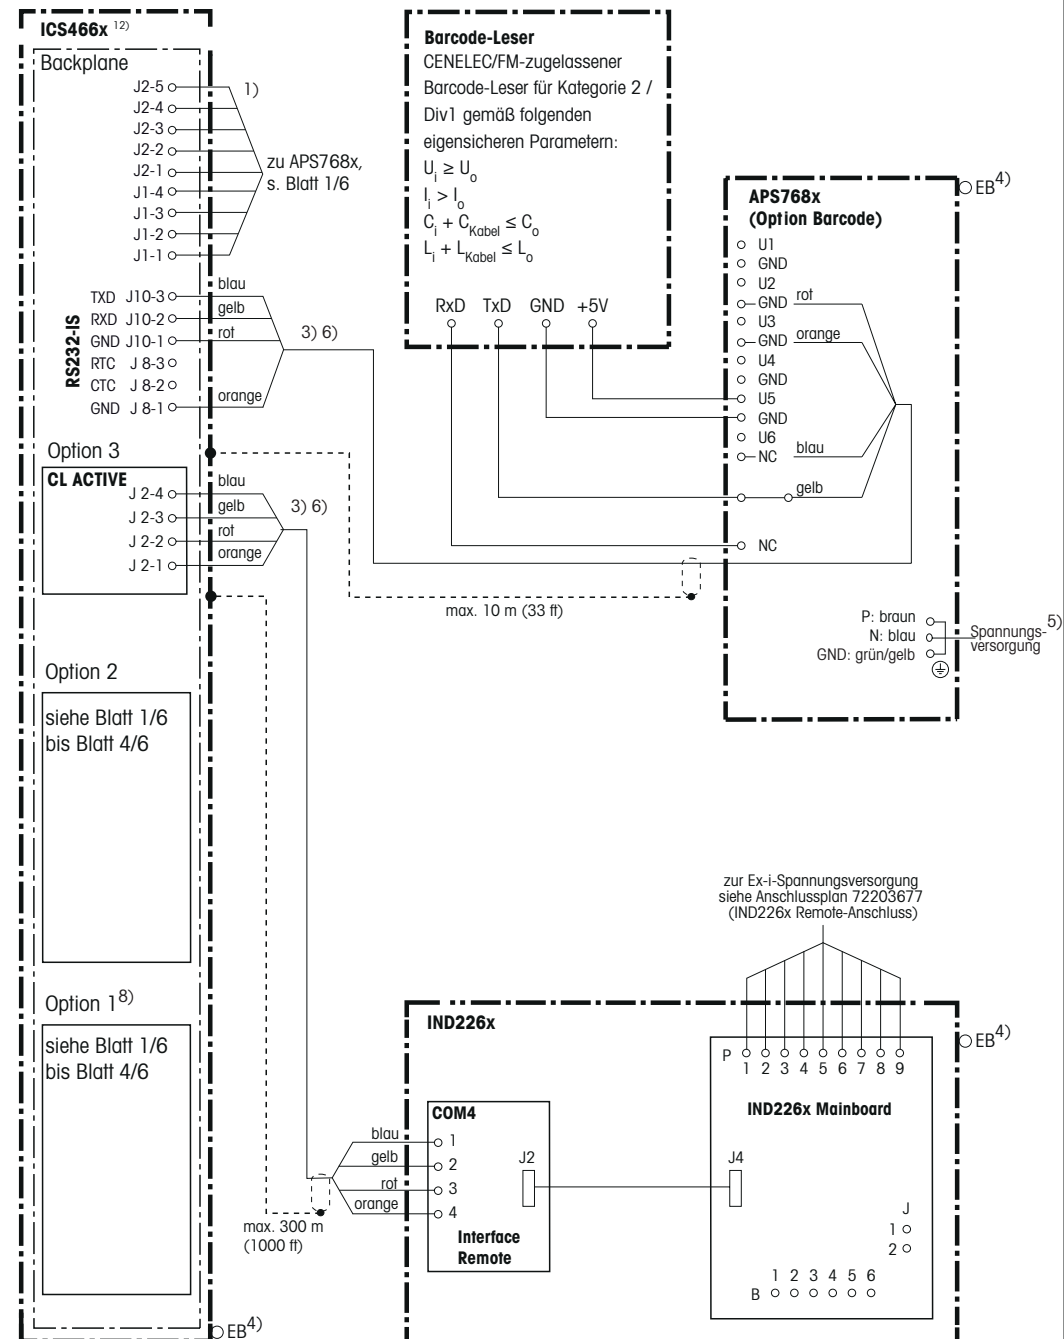 ICS466x 12)
Backplane
J2-5
J2-4
J2-3
J2-2
J2-1
J1-4
J1-3
J1-2
J1-1
1)
zu APS768x,
s. Blatt 1/6
RS232-IS
TXD J10-3
RXD J10-2
GND J10-1
RTC J 8-3
CTC J 8-2
GND J 8-1
blau
gelb
rot
orange
3) 6)
Option 3
CL ACTIVE
J 2-4
J 2-3
J 2-2
J 2-1
blau
gelb
rot
orange
3) 6)
Option 2
siehe Blatt 1/6
bis Blatt 4/6
Option 1 8)
siehe Blatt 1/6
bis Blatt 4/6
EB 4)
Barcode-Leser
CENELEC/FM-zugelassener
Barcode-Leser für Kategorie 2 /
Div1 gemäß folgenden
eigensicheren Parametern:
Ui ≥ Uo
Ii > Io
Ci + CKabel ≤ Co
Li + LKabel ≤ Lo
RxD TxD GND +5V
APS768x
(Option Barcode)
EB 4)
U1
GND
U2
GND rot
U3
GND orange
U4
GND
U5
GND
U6
NC blau
gelb
NC
max. 10 m (33 ft)
P: braun
N: blau
GND: grün/gelb
Spannungs-
versorgung 5)
zur Ex-i-Spannungsversorgung
siehe Anschlussplan 72203677
(IND226x Remote-Anschluss)
IND226x
EB 4)
P
1 2 3 4 5 6 7 8 9
IND226x Mainboard
COM4
blau 1
gelb 2
rot 3
orange 4
J2
J4
Interface
Remote
J
1
2
1 2 3 4 5 6
B
max. 300 m
(1000 ft)